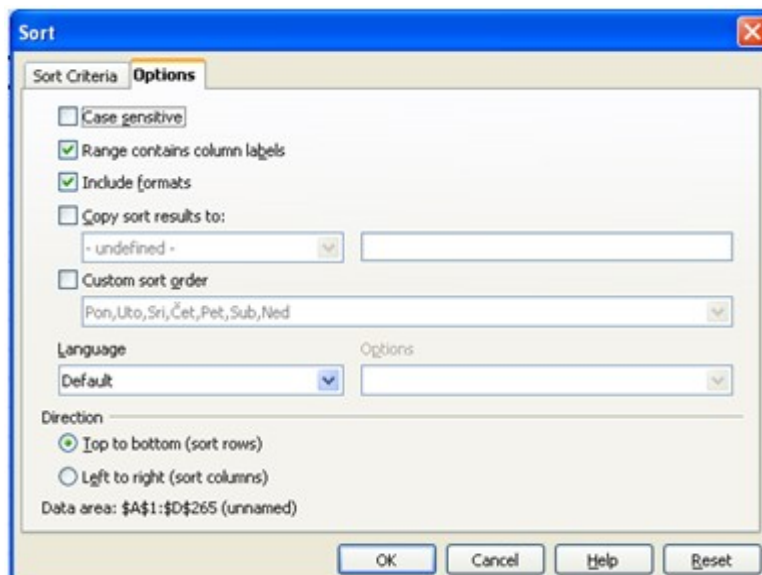 Sort
Sort Criteria Options
Case sensitive
Range contains column labels
Include formats
Copy sort results to:
- undefined -
Custom sort order
Pon,Uto,Sri,Čet,Pet,Sub,Ned
Language Options
Default
Direction
Top to bottom (sort rows)
Left to right (sort columns)
Data area: $A$1:$D$265 (unnamed)
OK Cancel Help Reset